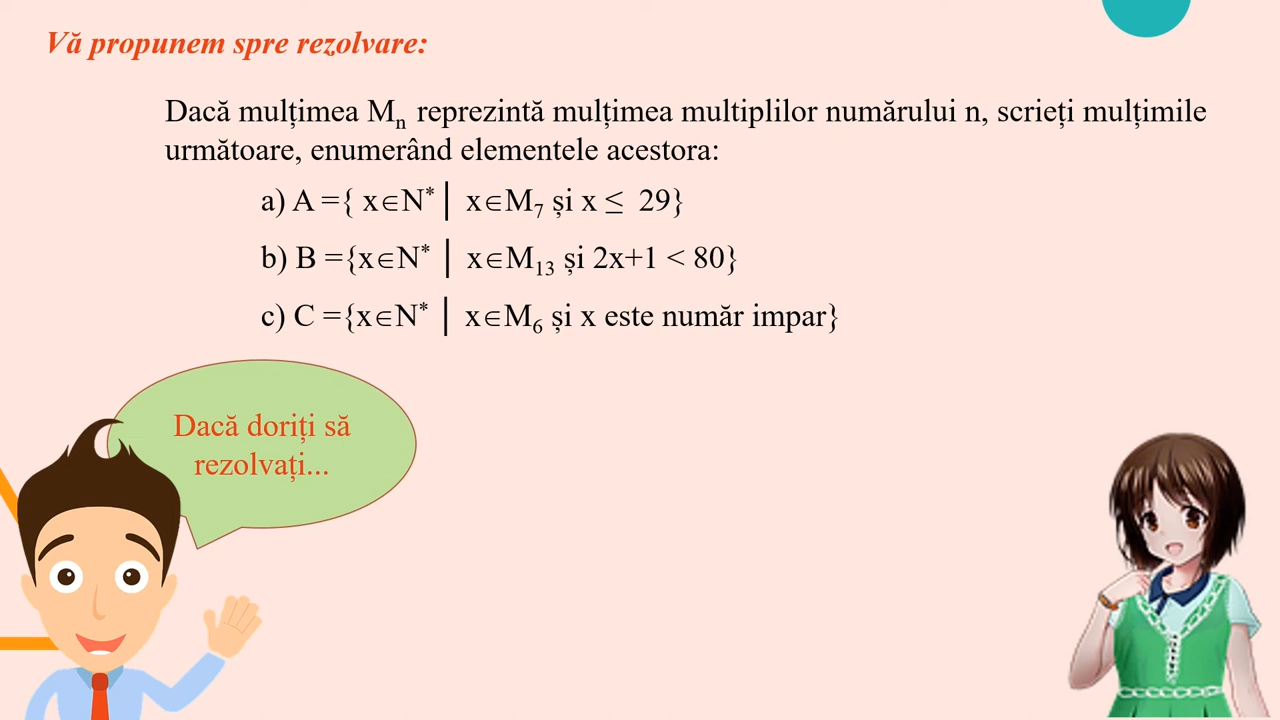 Vă propunem spre rezolvare:
Dacă mulțimea Mₙ reprezintă mulțimea multiplilor numărului n, scrieți mulțimile
următoare, enumerând elementele acestora:
a) A ={ x∈N*│ x∈M₇ și x ≤ 29}
b) B ={x∈N* │ x∈M₁₃ și 2x+1 < 80}
c) C ={x∈N* │ x∈M₆ și x este număr impar}
Dacă doriți să
rezolvați...